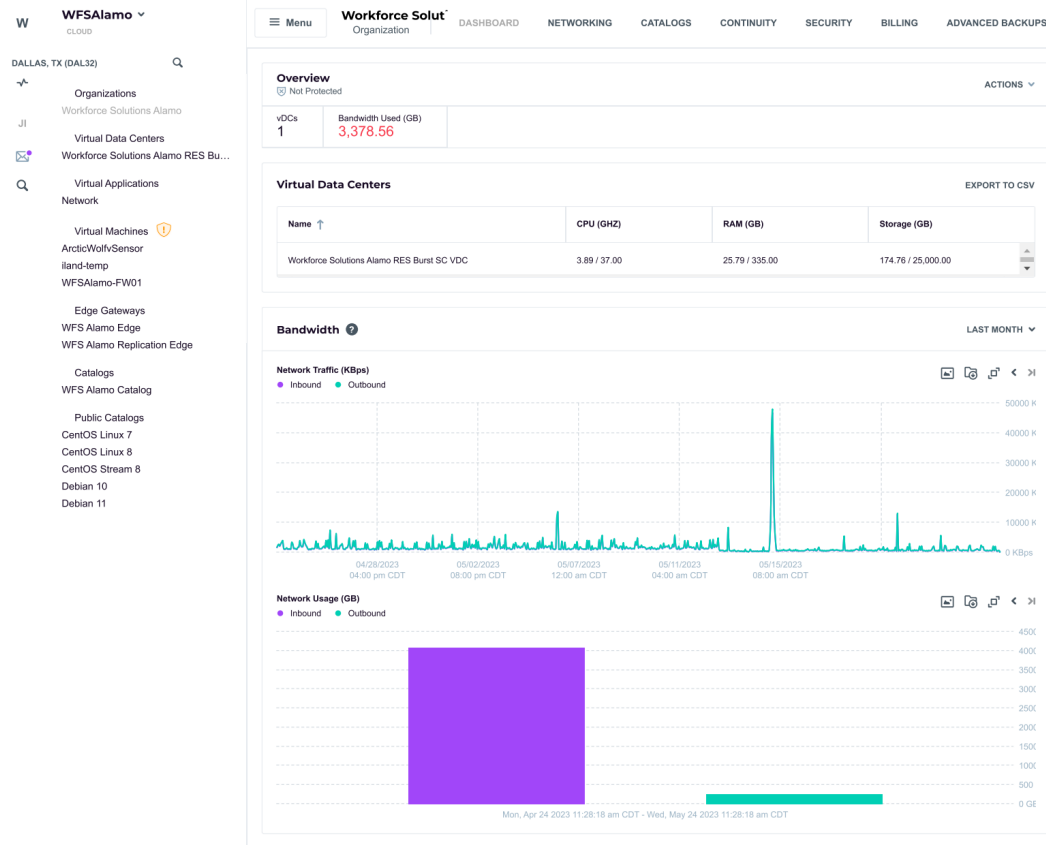 W
WFSAlamo
CLOUD
DALLAS, TX (DAL32)
JI
Organizations
Workforce Solutions Alamo
Virtual Data Centers
Workforce Solutions Alamo RES Bu…
Virtual Applications
Network
Virtual Machines
ArcticWolfvSensor
iland-temp
WFSAlamo-FW01
Edge Gateways
WFS Alamo Edge
WFS Alamo Replication Edge
Catalogs
WFS Alamo Catalog
Public Catalogs
CentOS Linux 7
CentOS Linux 8
CentOS Stream 8
Debian 10
Debian 11
Menu
Workforce Solut
Organization
DASHBOARD NETWORKING CATALOGS CONTINUITY SECURITY BILLING ADVANCED BACKUPS
Overview
Not Protected
ACTIONS
vDCs Bandwidth Used (GB)
1 3,378.56
Virtual Data Centers
EXPORT TO CSV
Name ↑ CPU (GHZ) RAM (GB) Storage (GB)
Workforce Solutions Alamo RES Burst SC VDC 3.89 / 37.00 25.79 / 335.00 174.76 / 25,000.00
Bandwidth ?
LAST MONTH
Network Traffic (KBps)
Inbound Outbound
50000 K
40000 K
30000 K
20000 K
10000 K
0 KBps
04/28/2023 05/02/2023 05/07/2023 05/11/2023 05/15/2023
04:00 pm CDT 08:00 pm CDT 12:00 am CDT 04:00 am CDT 08:00 am CDT
Network Usage (GB)
Inbound Outbound
4500
4000
3500
3000
2500
2000
1500
1000
500
0 GB
Mon, Apr 24 2023 11:28:18 am CDT - Wed, May 24 2023 11:28:18 am CDT